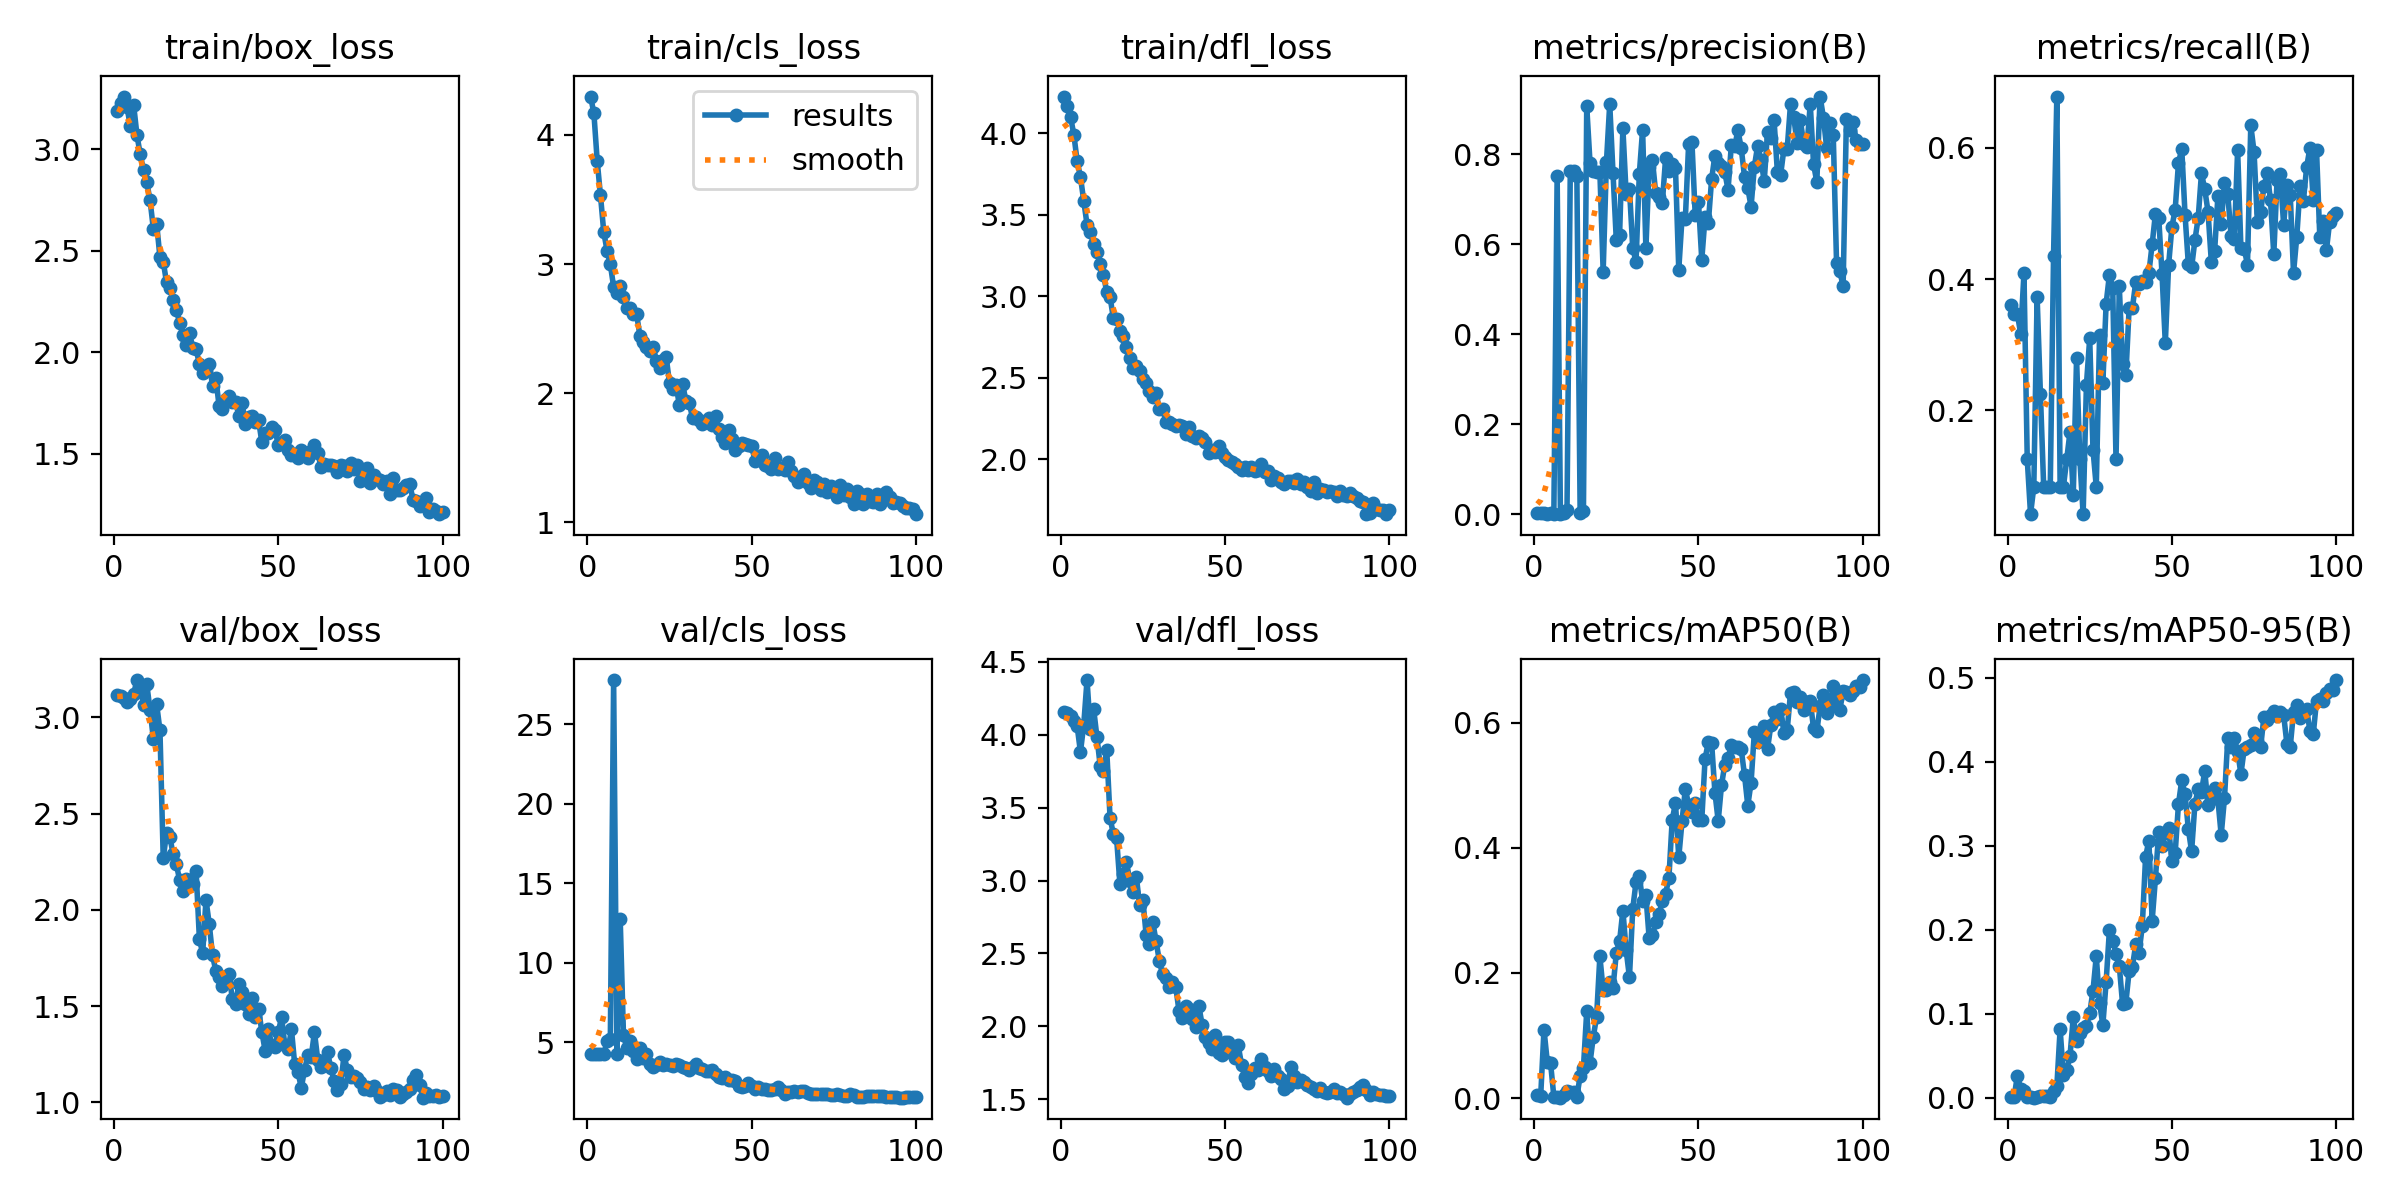 train/box_loss
3.0
2.5
2.0
1.5
0 50 100
train/cls_loss
results
smooth
4
3
2
1
0 50 100
train/dfl_loss
4.0
3.5
3.0
2.5
2.0
0 50 100
metrics/precision(B)
0.8
0.6
0.4
0.2
0.0
0 50 100
metrics/recall(B)
0.6
0.4
0.2
0 50 100
val/box_loss
3.0
2.5
2.0
1.5
1.0
0 50 100
val/cls_loss
25
20
15
10
5
0 50 100
val/dfl_loss
4.5
4.0
3.5
3.0
2.5
2.0
1.5
0 50 100
metrics/mAP50(B)
0.6
0.4
0.2
0.0
0 50 100
metrics/mAP50-95(B)
0.5
0.4
0.3
0.2
0.1
0.0
0 50 100